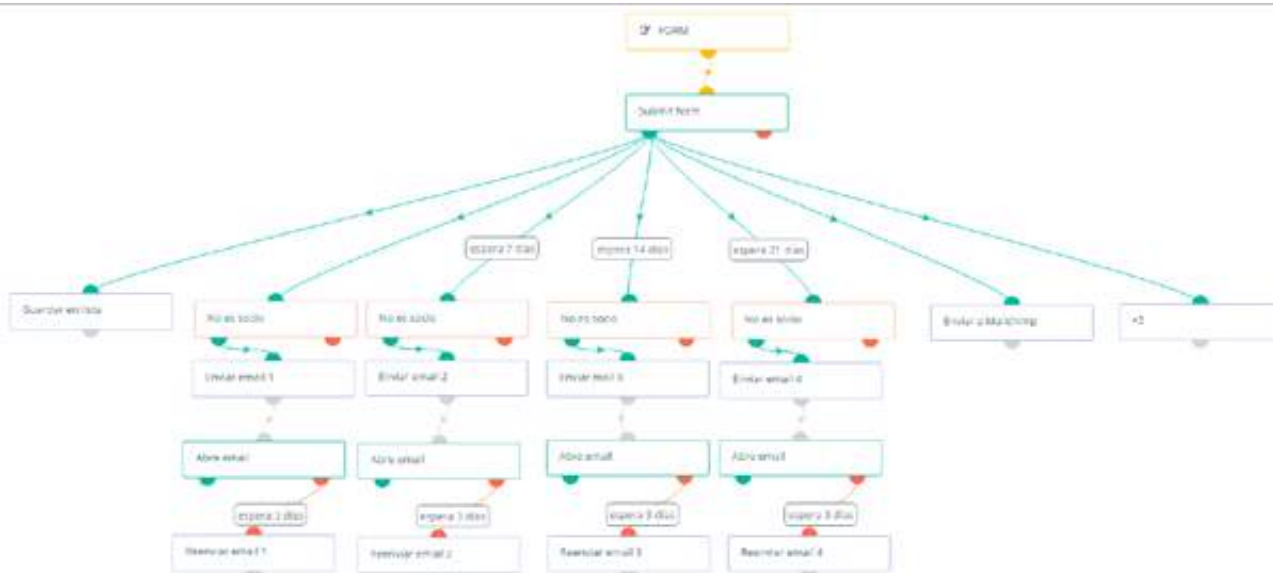 FORM
Submit form
espera 7 días
espera 14 días
espera 21 días
Guardar en lista
No es socio
No es socio
No es socio
No es socio
Enviar a Mailchimp
Enviar email 1
Enviar email 2
Enviar email 4
Abre email
Abre email
Abre email
Abre email
espera 3 días
espera 3 días
espera 3 días
espera 3 días
Reenviar email 1
Reenviar email 2
Reenviar email 3
Reenviar email 4